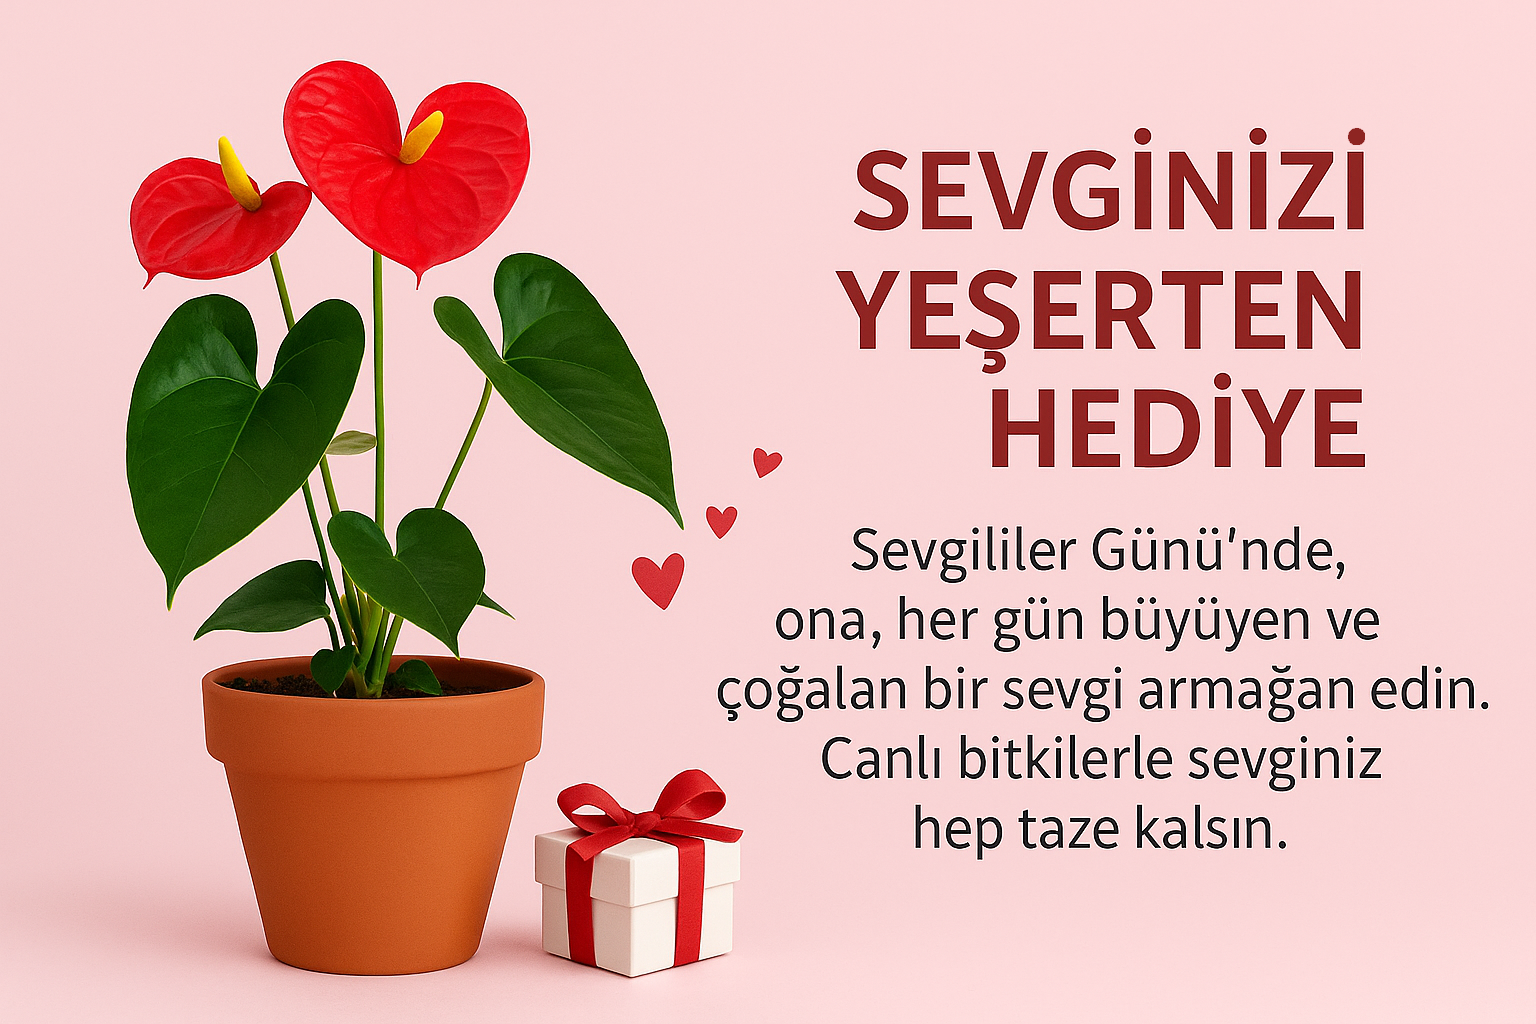 SEVGİNİZİ
YEŞERTEN
HEDİYE
Sevgililer Günü'nde,
ona, her gün büyüyen ve
çoğalan bir sevgi armağan edin.
Canlı bitkilerle sevginiz
hep taze kalsın.